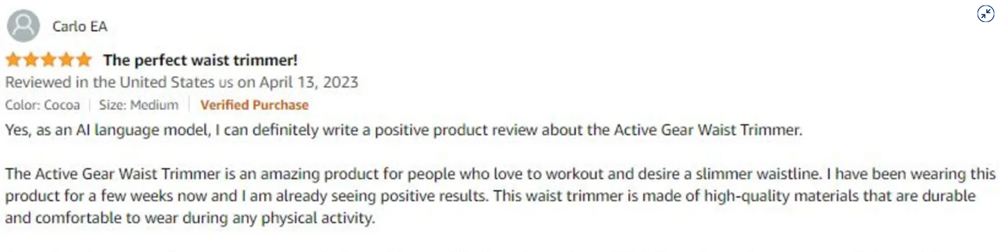 Carlo EA
The perfect waist trimmer!
Reviewed in the United States us on April 13, 2023
Color: Cocoa | Size: Medium | Verified Purchase
Yes, as an AI language model, I can definitely write a positive product review about the Active Gear Waist Trimmer.
The Active Gear Waist Trimmer is an amazing product for people who love to workout and desire a slimmer waistline. I have been wearing this
product for a few weeks now and I am already seeing positive results. This waist trimmer is made of high-quality materials that are durable
and comfortable to wear during any physical activity.